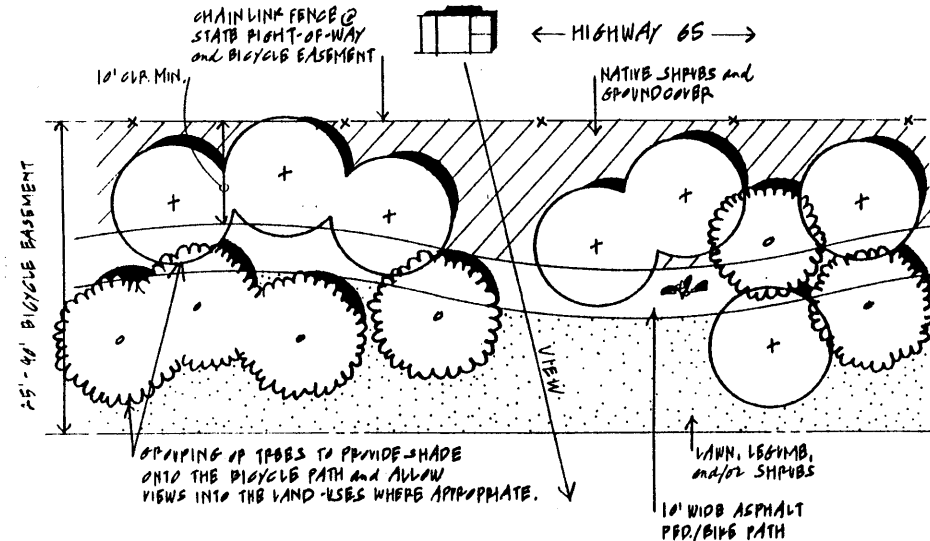 CHAIN LINK FENCE @
STATE RIGHT-OF-WAY
and BICYCLE EASEMENT
HIGHWAY 65
10' CLR. MIN.
NATIVE SHRUBS and
GROUNDCOVER
25'-40' BICYCLE EASEMENT
VIEW
GROUPING OF TREES TO PROVIDE SHADE
ONTO THE BICYCLE PATH and ALLOW
VIEWS INTO THE LAND-USES WHERE APROPRIATE.
LAWN, LEGUMB,
and/or SHRUBS
10' WIDE ASPHALT
PED./BIKE PATH